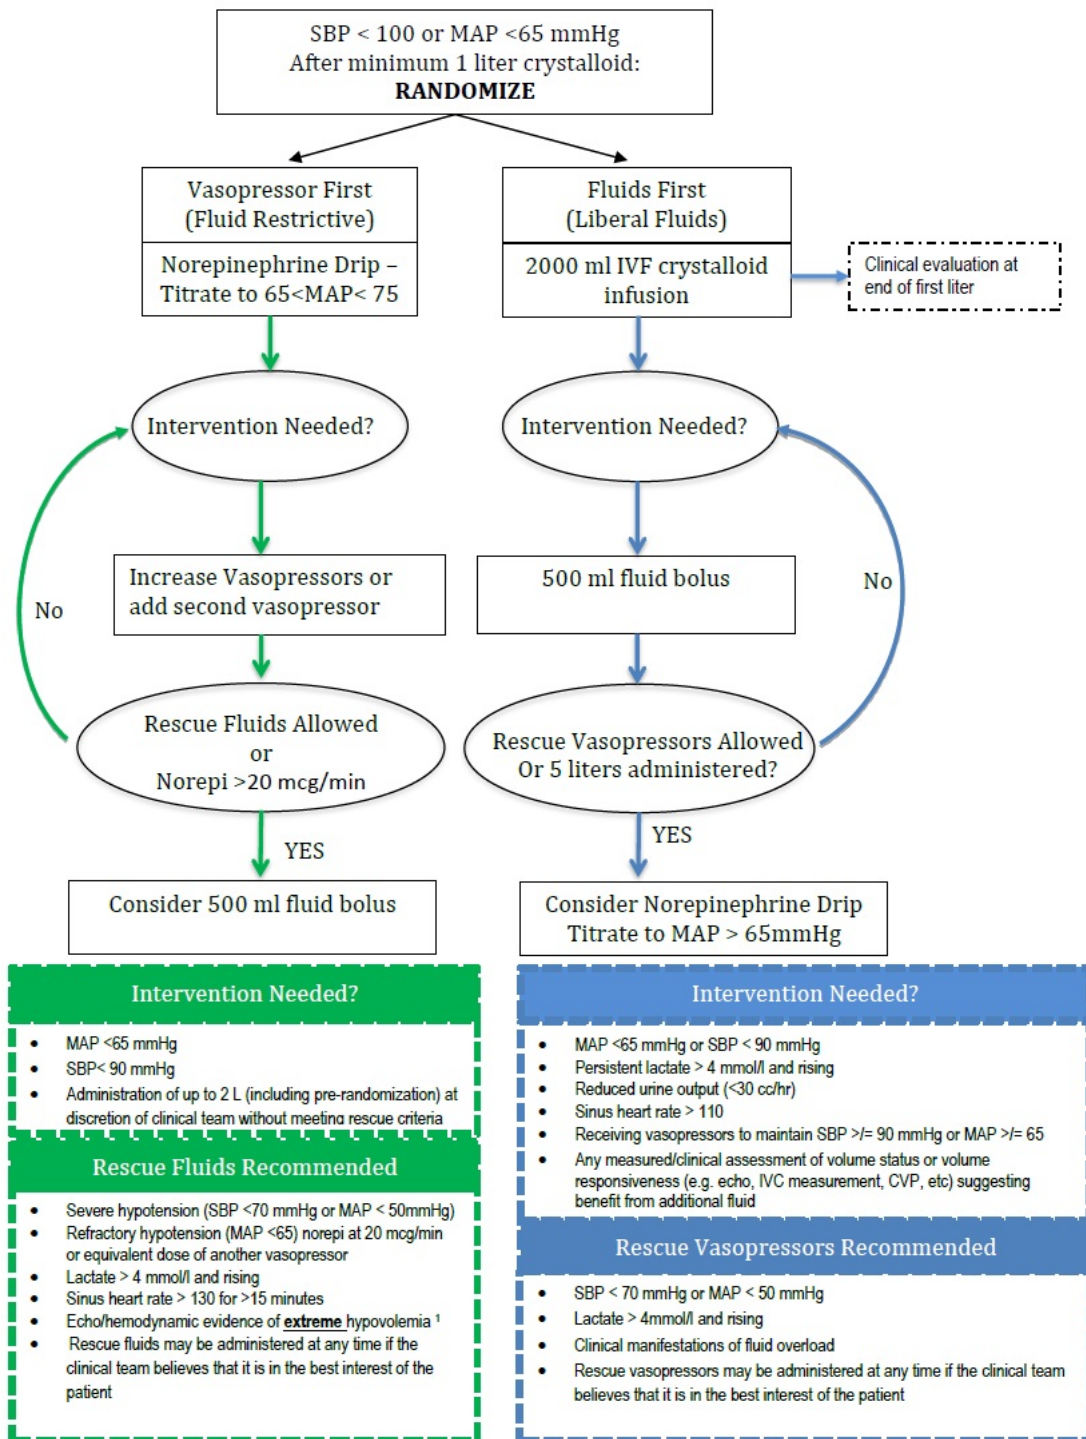 SBP < 100 or MAP <65 mmHg
After minimum 1 liter crystalloid:
RANDOMIZE
Vasopressor First
(Fluid Restrictive)
Norepinephrine Drip –
Titrate to 65<MAP< 75
Fluids First
(Liberal Fluids)
2000 ml IVF crystalloid
infusion
Clinical evaluation at
end of first liter
Intervention Needed?
Intervention Needed?
Increase Vasopressors or
add second vasopressor
500 ml fluid bolus
No
No
Rescue Fluids Allowed
or
Norepi >20 mcg/min
Rescue Vasopressors Allowed
Or 5 liters administered?
YES
YES
Consider 500 ml fluid bolus
Consider Norepinephrine Drip
Titrate to MAP > 65mmHg
Intervention Needed?
• MAP <65 mmHg
• SBP< 90 mmHg
• Administration of up to 2 L (including pre-randomization) at
discretion of clinical team without meeting rescue criteria
Rescue Fluids Recommended
• Severe hypotension (SBP <70 mmHg or MAP < 50mmHg)
• Refractory hypotension (MAP <65) norepi at 20 mcg/min
or equivalent dose of another vasopressor
• Lactate > 4 mmol/l and rising
• Sinus heart rate > 130 for >15 minutes
• Echo/hemodynamic evidence of extreme hypovolemia ¹
• Rescue fluids may be administered at any time if the
clinical team believes that it is in the best interest of the
patient
Intervention Needed?
• MAP <65 mmHg or SBP < 90 mmHg
• Persistent lactate > 4 mmol/l and rising
• Reduced urine output (<30 cc/hr)
• Sinus heart rate > 110
• Receiving vasopressors to maintain SBP >/= 90 mmHg or MAP >/= 65
• Any measured/clinical assessment of volume status or volume
responsiveness (e.g. echo, IVC measurement, CVP, etc) suggesting
benefit from additional fluid
Rescue Vasopressors Recommended
• SBP < 70 mmHg or MAP < 50 mmHg
• Lactate > 4mmol/l and rising
• Clinical manifestations of fluid overload
• Rescue vasopressors may be administered at any time if the clinical team
believes that it is in the best interest of the patient